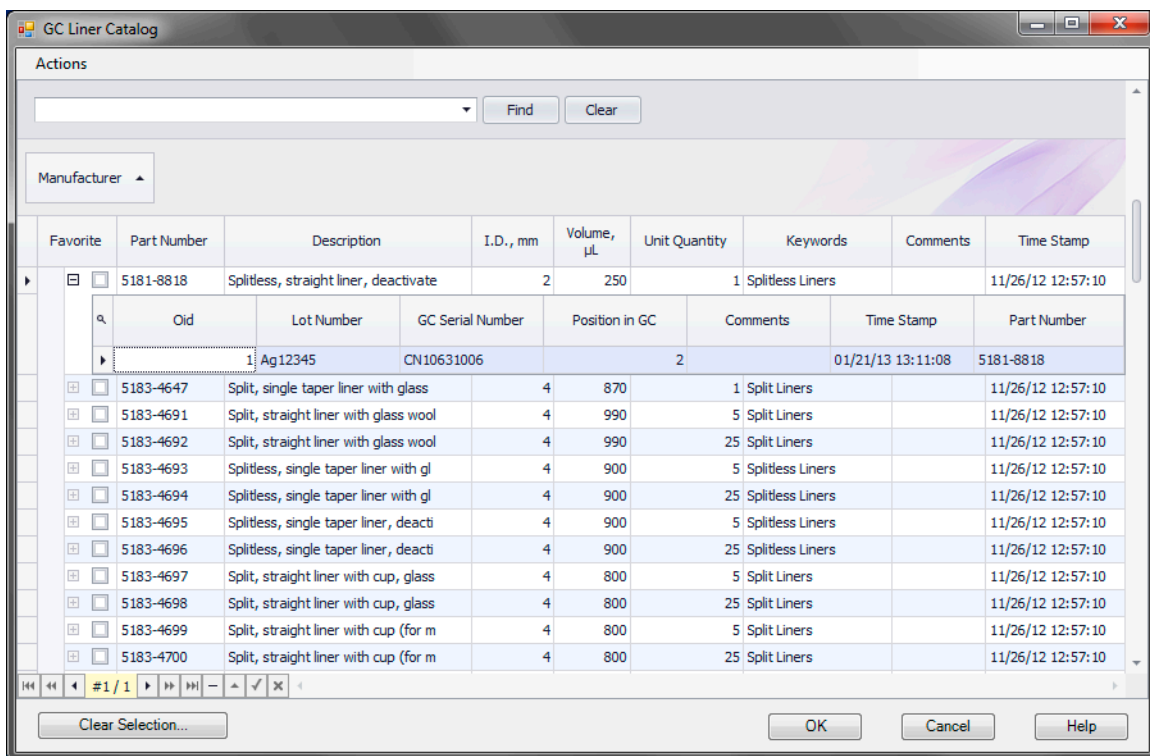 GC Liner Catalog
Actions
Find Clear
Manufacturer
Favorite Part Number Description I.D., mm Volume, µL Unit Quantity Keywords Comments Time Stamp
5181-8818 Splitless, straight liner, deactivate 2 250 1 Splitless Liners 11/26/12 12:57:10
Oid Lot Number GC Serial Number Position in GC Comments Time Stamp Part Number
1 Ag12345 CN10631006 2 01/21/13 13:11:08 5181-8818
5183-4647 Split, single taper liner with glass 4 870 1 Split Liners 11/26/12 12:57:10
5183-4691 Split, straight liner with glass wool 4 990 5 Split Liners 11/26/12 12:57:10
5183-4692 Split, straight liner with glass wool 4 990 25 Split Liners 11/26/12 12:57:10
5183-4693 Splitless, single taper liner with gl 4 900 5 Splitless Liners 11/26/12 12:57:10
5183-4694 Splitless, single taper liner with gl 4 900 25 Splitless Liners 11/26/12 12:57:10
5183-4695 Splitless, single taper liner, deacti 4 900 5 Splitless Liners 11/26/12 12:57:10
5183-4696 Splitless, single taper liner, deacti 4 900 25 Splitless Liners 11/26/12 12:57:10
5183-4697 Split, straight liner with cup, glass 4 800 5 Split Liners 11/26/12 12:57:10
5183-4698 Split, straight liner with cup, glass 4 800 25 Split Liners 11/26/12 12:57:10
5183-4699 Split, straight liner with cup (for m 4 800 5 Split Liners 11/26/12 12:57:10
5183-4700 Split, straight liner with cup (for m 4 800 25 Split Liners 11/26/12 12:57:10
#1 / 1
Clear Selection... OK Cancel Help